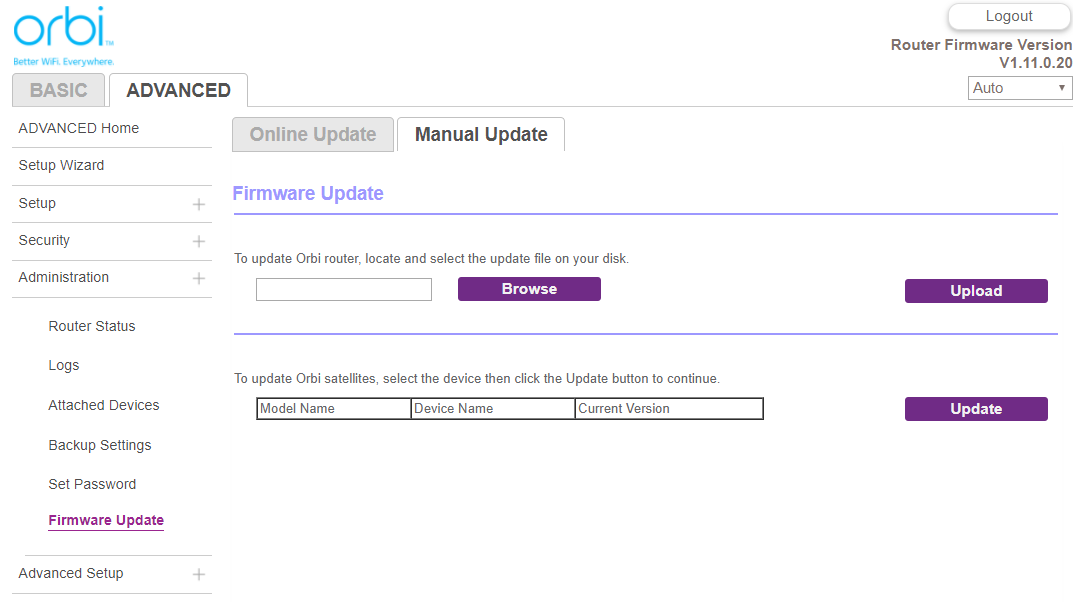 orbi™
Better WiFi. Everywhere.
Logout
Router Firmware Version
V1.11.0.20
BASIC
ADVANCED
Auto
ADVANCED Home
Setup Wizard
Setup
Security
Administration
Router Status
Logs
Attached Devices
Backup Settings
Set Password
Firmware Update
Advanced Setup
Online Update
Manual Update
Firmware Update
To update Orbi router, locate and select the update file on your disk.
Browse
Upload
To update Orbi satellites, select the device then click the Update button to continue.
Model Name Device Name Current Version
Update